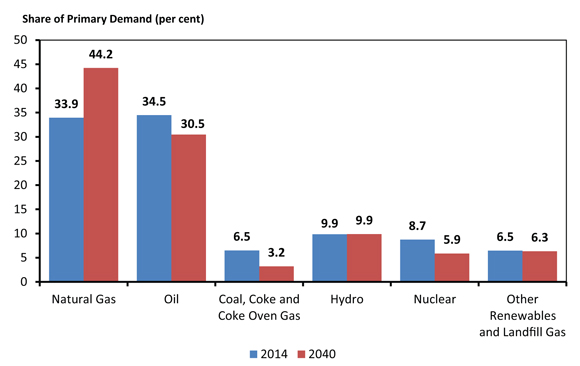 Share of Primary Demand (per cent)
50
45
40
35
30
25
20
15
10
5
0
33.9
44.2
34.5
30.5
6.5
3.2
9.9
9.9
8.7
5.9
6.5
6.3
Natural Gas
Oil
Coal, Coke and
Coke Oven Gas
Hydro
Nuclear
Other
Renewables
and Landfill Gas
2014
2040